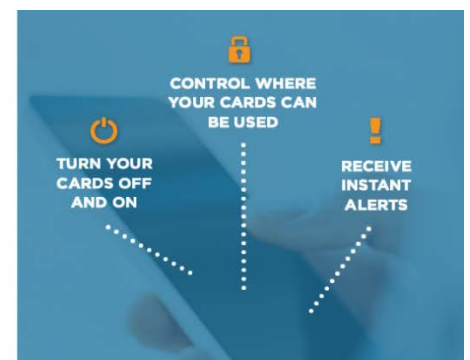 CONTROL WHERE
YOUR CARDS CAN
BE USED
TURN YOUR
CARDS OFF
AND ON
RECEIVE
INSTANT
ALERTS